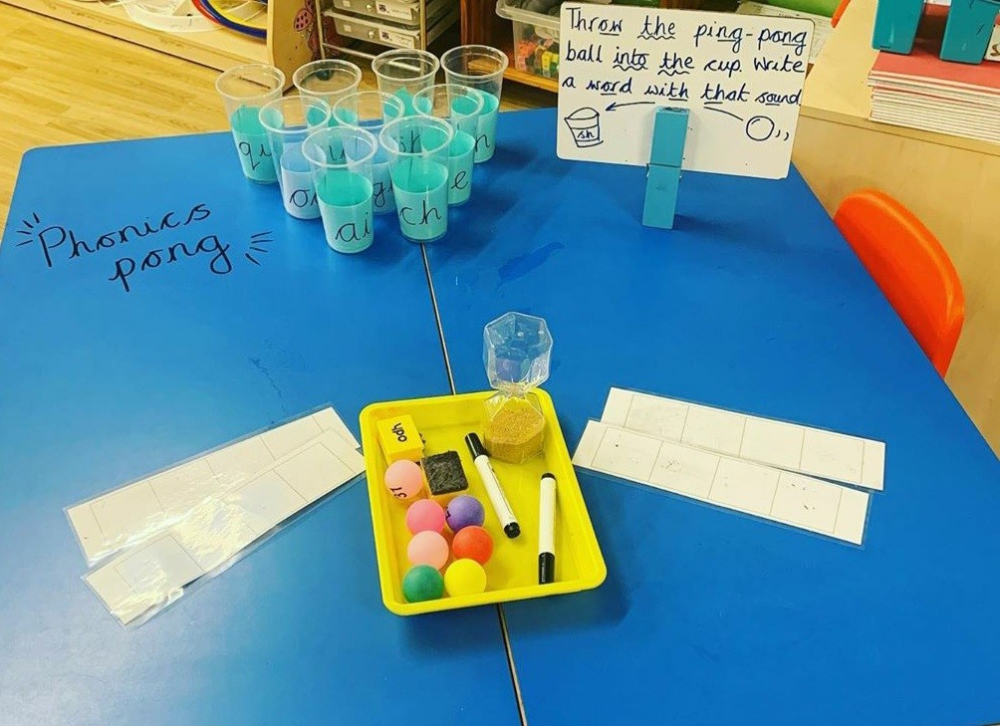 Throw the ping-pong
ball into the cup. Write
a word with that sound
sh
Phonics
pong
qu
sh
n
o
g
e
ai
ch